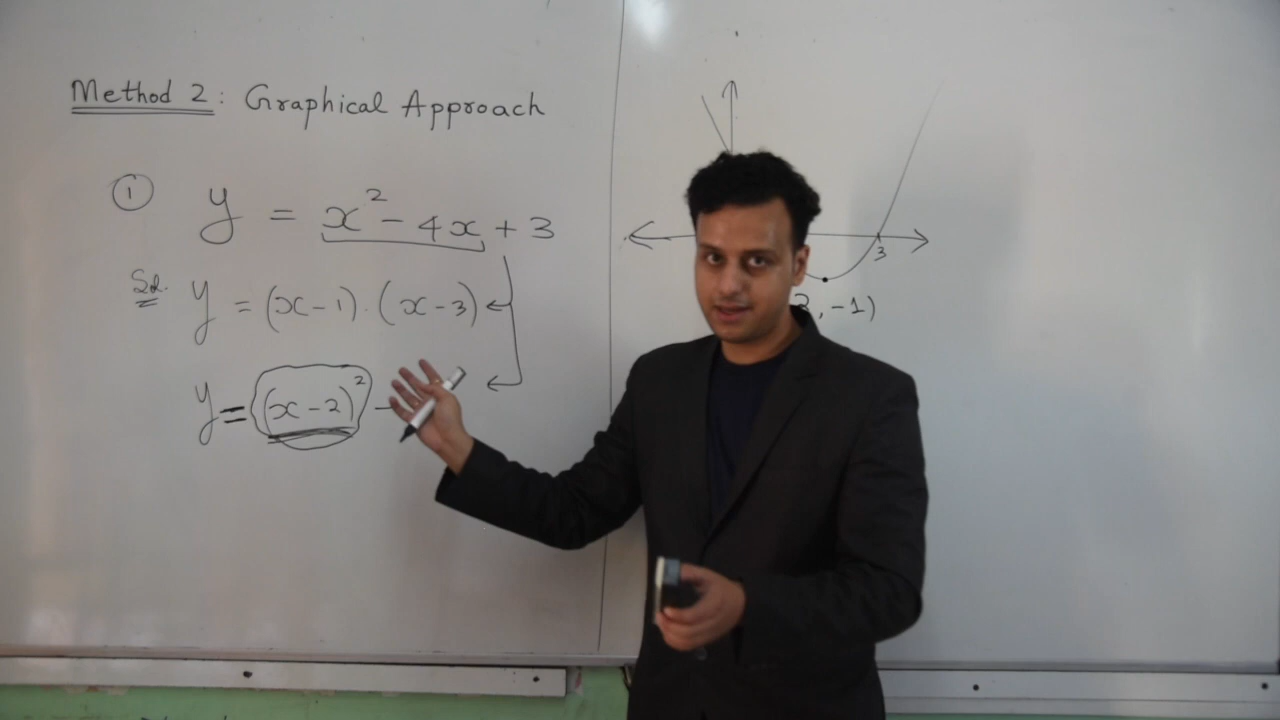 Method 2: Graphical Approach
① y = x² - 4x + 3
Sol. y = (x-1).(x-3)
y = (x-2)² -
3
, -1)